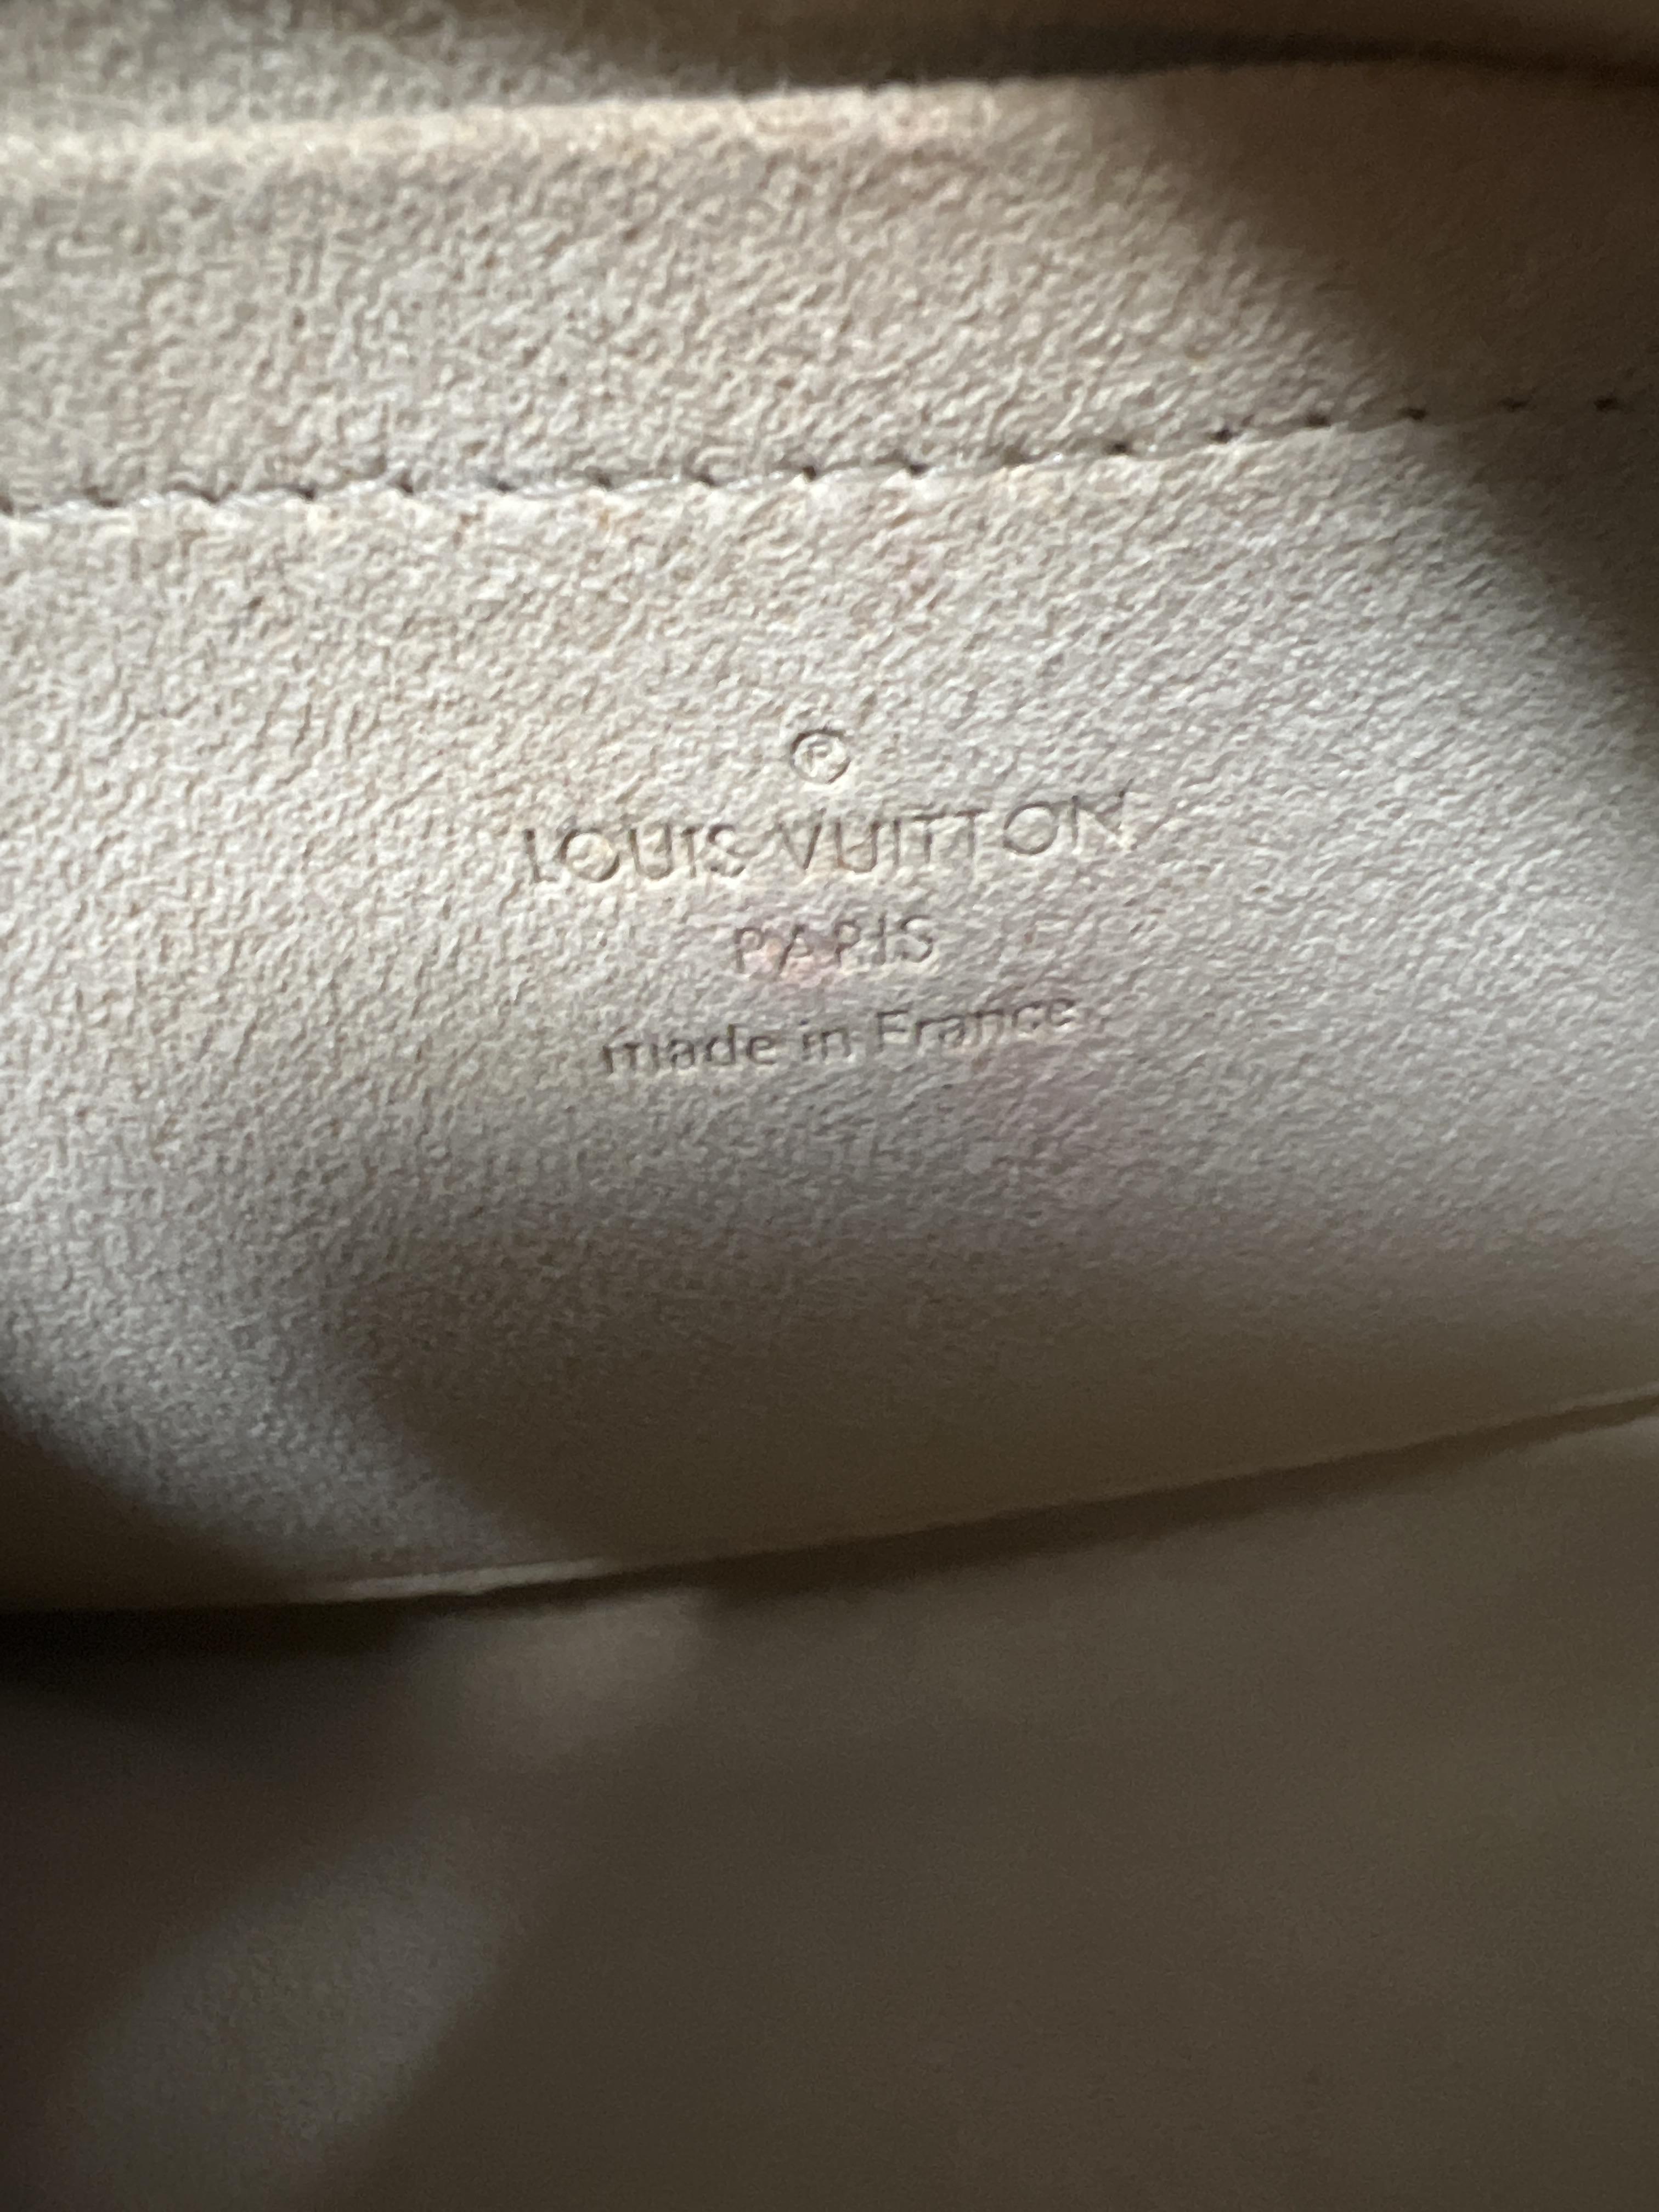 ®
LOUIS VUITTON
PARIS
made in France